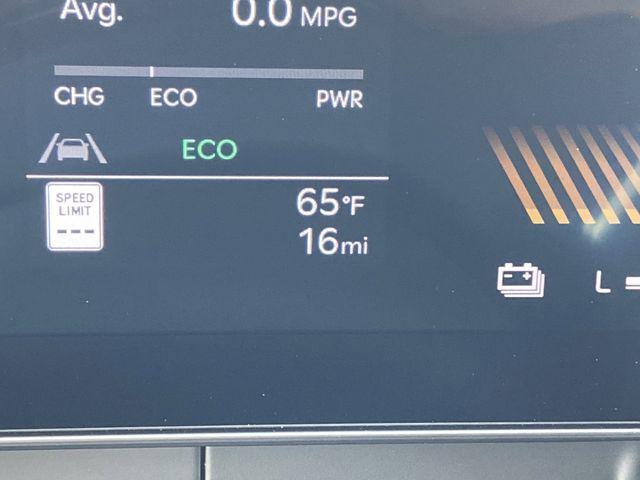 Avg. 0.0 MPG
CHG ECO PWR
ECO
SPEED
LIMIT
---
65°F
16mi
- +
L